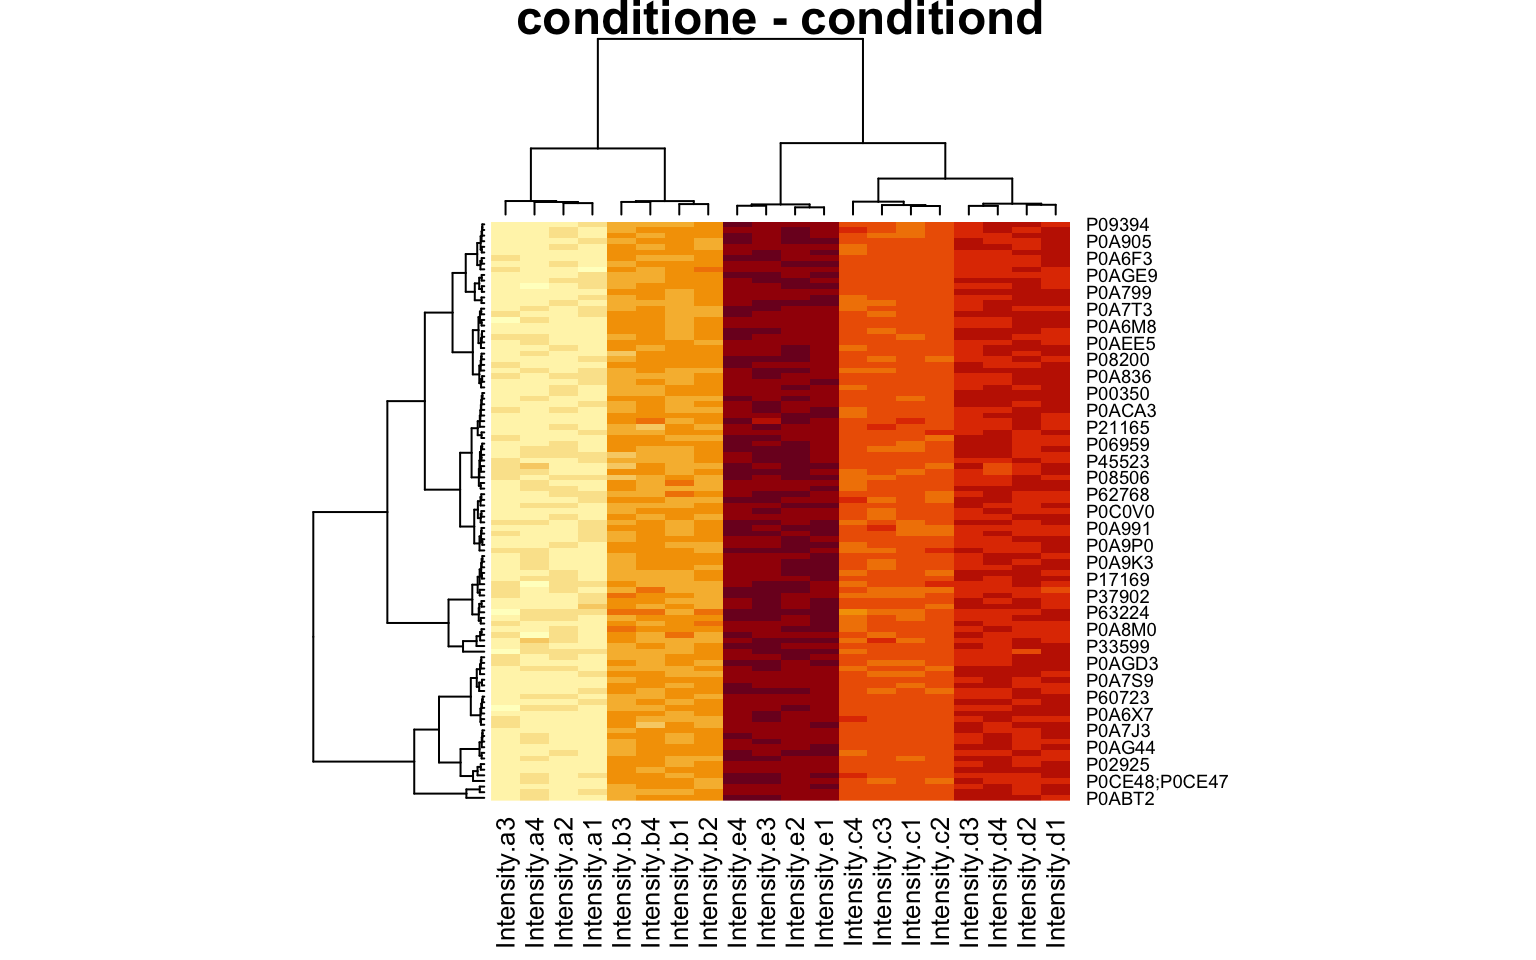 conditione - conditiond
P09394
P0A905
P0A6F3
P0AGE9
P0A799
P0A7T3
P0A6M8
P0AEE5
P08200
P0A836
P00350
P0ACA3
P21165
P06959
P45523
P08506
P62768
P0C0V0
P0A991
P0A9P0
P0A9K3
P17169
P37902
P63224
P0A8M0
P33599
P0AGD3
P0A7S9
P60723
P0A6X7
P0A7J3
P0AG44
P02925
P0CE48;P0CE47
P0ABT2
Intensity.a3
Intensity.a4
Intensity.a2
Intensity.a1
Intensity.b3
Intensity.b4
Intensity.b1
Intensity.b2
Intensity.e4
Intensity.e3
Intensity.e2
Intensity.e1
Intensity.c4
Intensity.c3
Intensity.c1
Intensity.c2
Intensity.d3
Intensity.d4
Intensity.d2
Intensity.d1